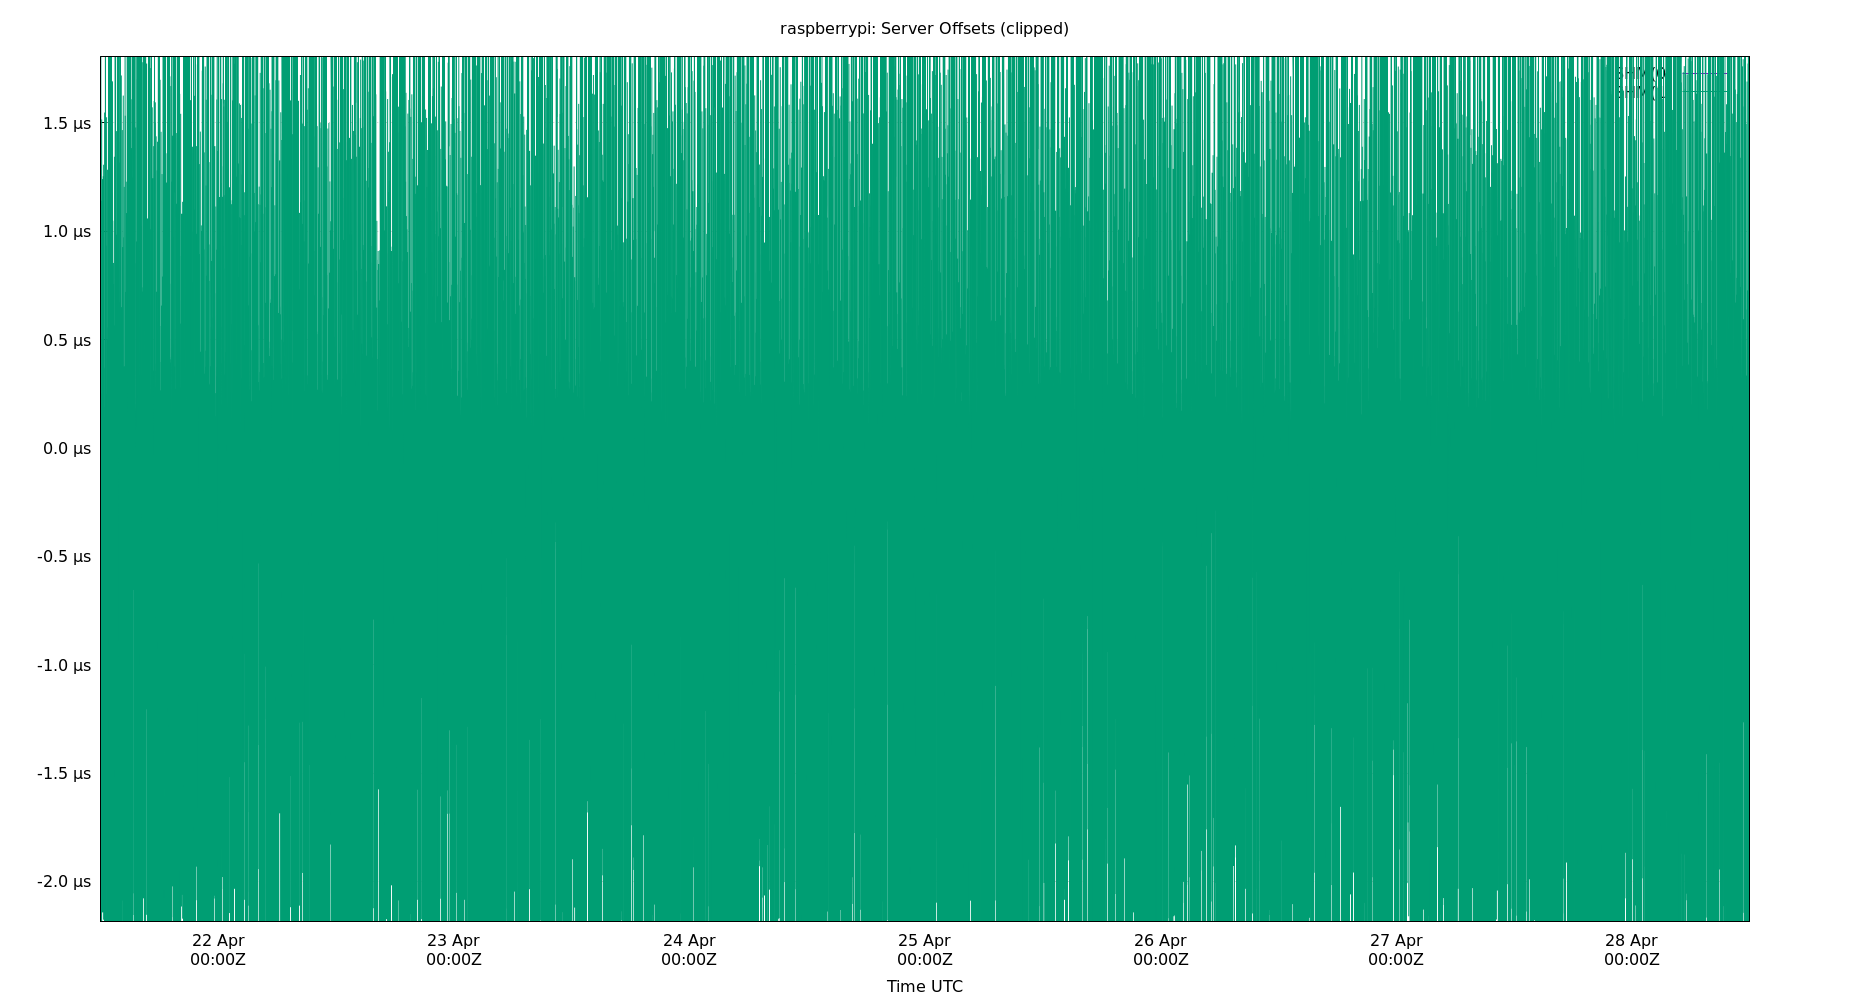 raspberrypi: Server Offsets (clipped)
1.5 µs
1.0 µs
0.5 µs
0.0 µs
-0.5 µs
-1.0 µs
-1.5 µs
-2.0 µs
22 Apr 23 Apr 24 Apr 25 Apr 26 Apr 27 Apr 28 Apr
00:00Z 00:00Z 00:00Z 00:00Z 00:00Z 00:00Z 00:00Z
Time UTC